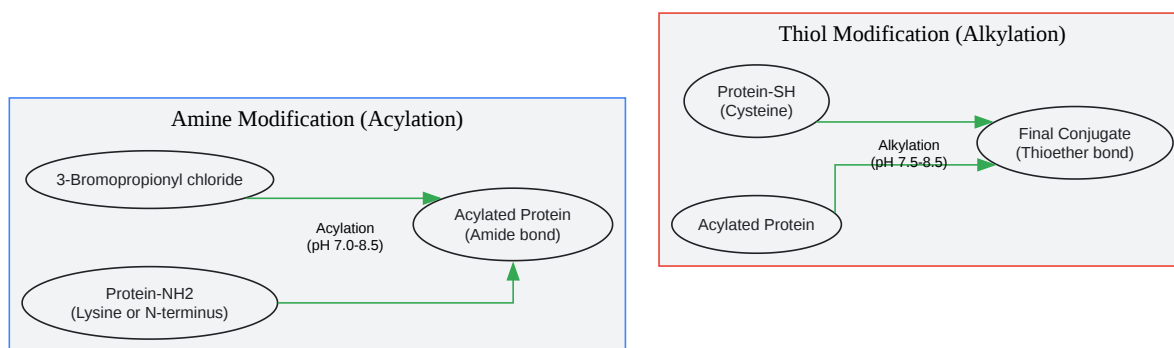 Amine Modification (Acylation)
3-Bromopropionyl chloride
Acylation
(pH 7.0-8.5)
Acylated Protein
(Amide bond)
Protein-NH2
(Lysine or N-terminus)
Thiol Modification (Alkylation)
Protein-SH
(Cysteine)
Alkylation
(pH 7.5-8.5)
Final Conjugate
(Thioether bond)
Acylated Protein